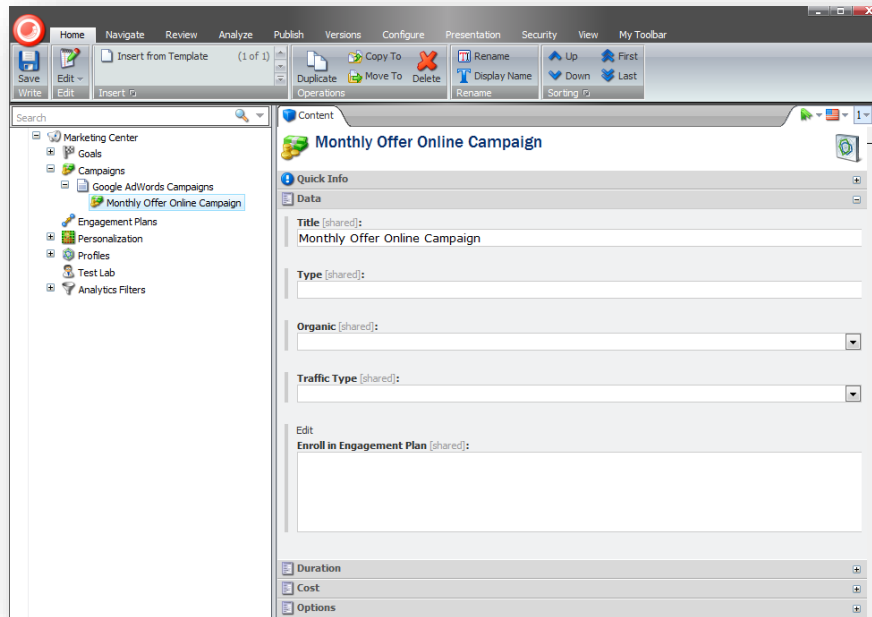 Home Navigate Review Analyze Publish Versions Configure Presentation Security View My Toolbar
Save
Write
Edit
Edit
Insert from Template (1 of 1)
Insert
Duplicate
Copy To
Move To
Delete
Operations
Rename
Display Name
Rename
Up
Down
First
Last
Sorting
Search
Marketing Center
Goals
Campaigns
Google AdWords Campaigns
Monthly Offer Online Campaign
Engagement Plans
Personalization
Profiles
Test Lab
Analytics Filters
Content
1
Monthly Offer Online Campaign
Quick Info
Data
Title [shared]:
Monthly Offer Online Campaign
Type [shared]:
Organic [shared]:
Traffic Type [shared]:
Edit
Enroll in Engagement Plan [shared]:
Duration
Cost
Options